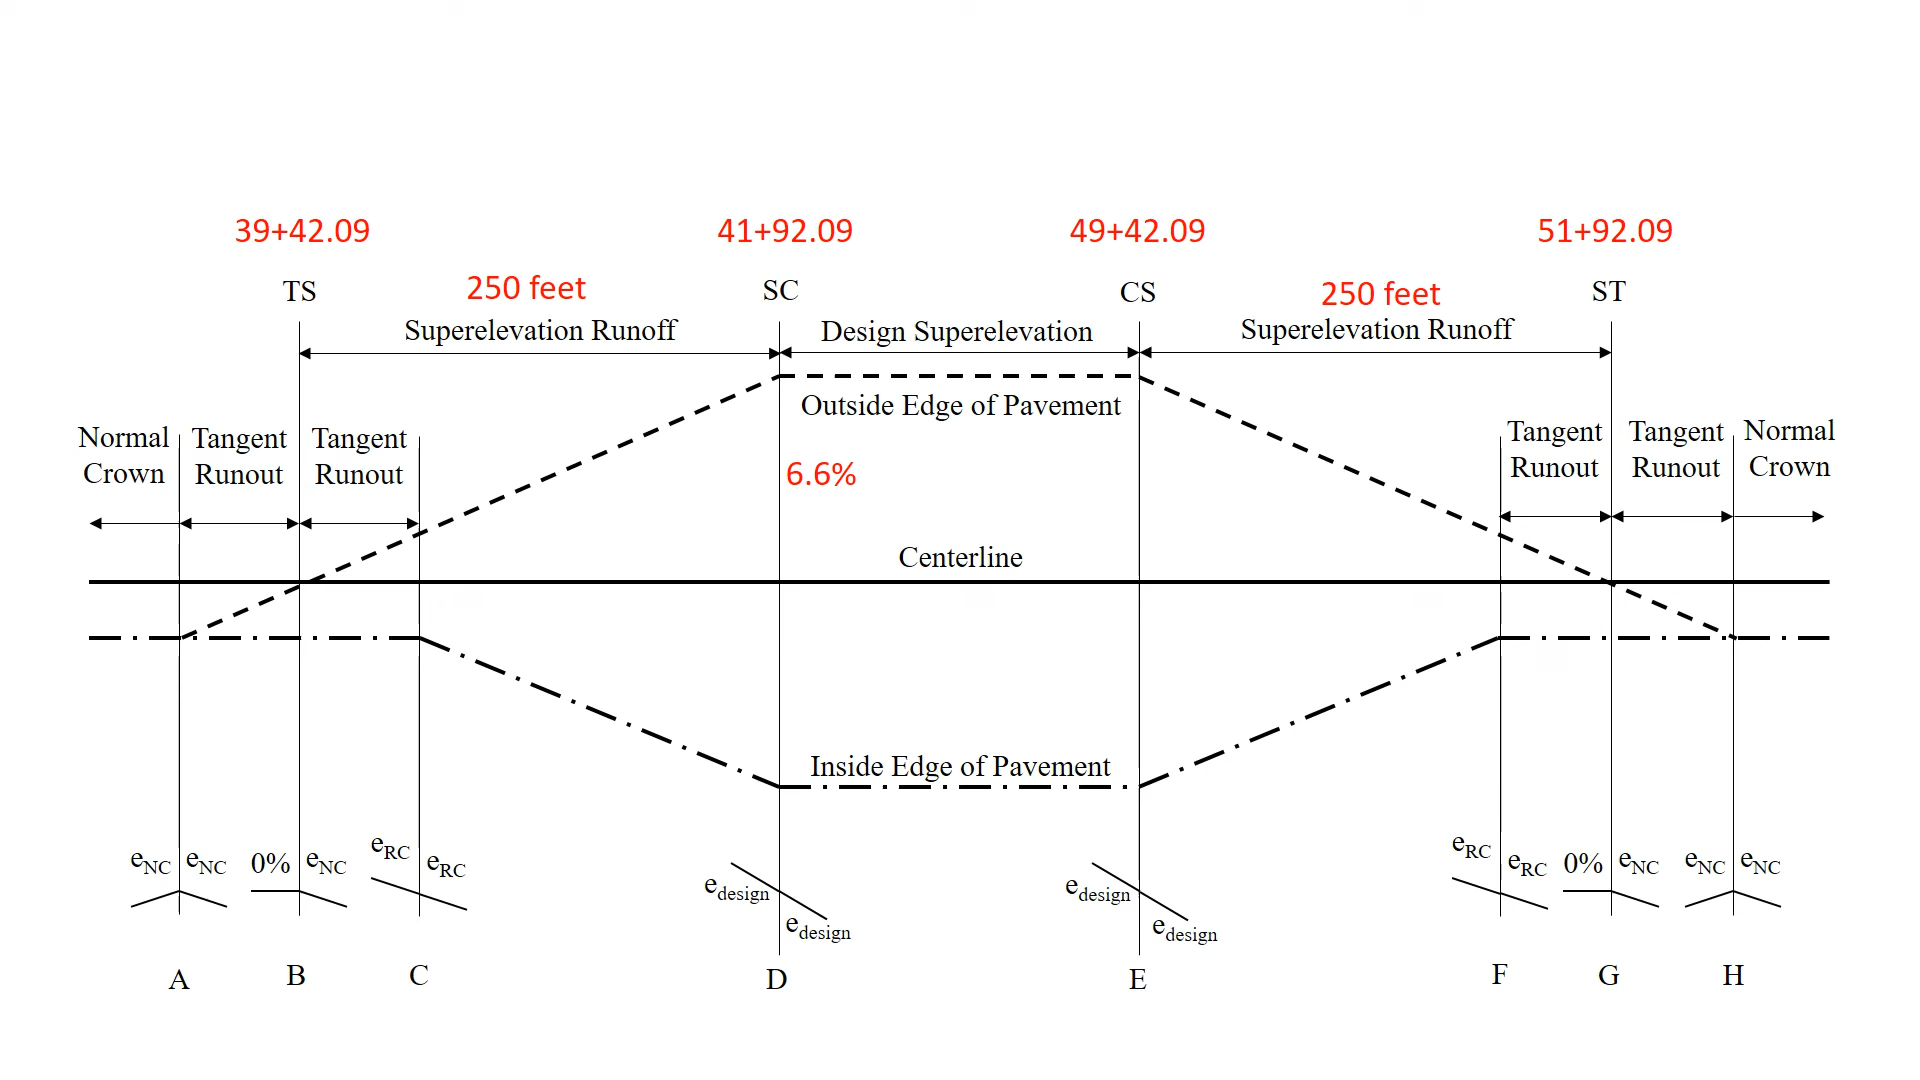 39+42.09
41+92.09
49+42.09
51+92.09
TS
250 feet
SC
CS
250 feet
ST
Superelevation Runoff
Design Superelevation
Superelevation Runoff
Outside Edge of Pavement
Normal
Crown
Tangent
Runout
Tangent
Runout
6.6%
Tangent
Runout
Tangent
Runout
Normal
Crown
Centerline
Inside Edge of Pavement
eNC
eNC
0%
eNC
eRC
eRC
edesign
edesign
edesign
edesign
eRC
eRC
0%
eNC
eNC
eNC
A
B
C
D
E
F
G
H